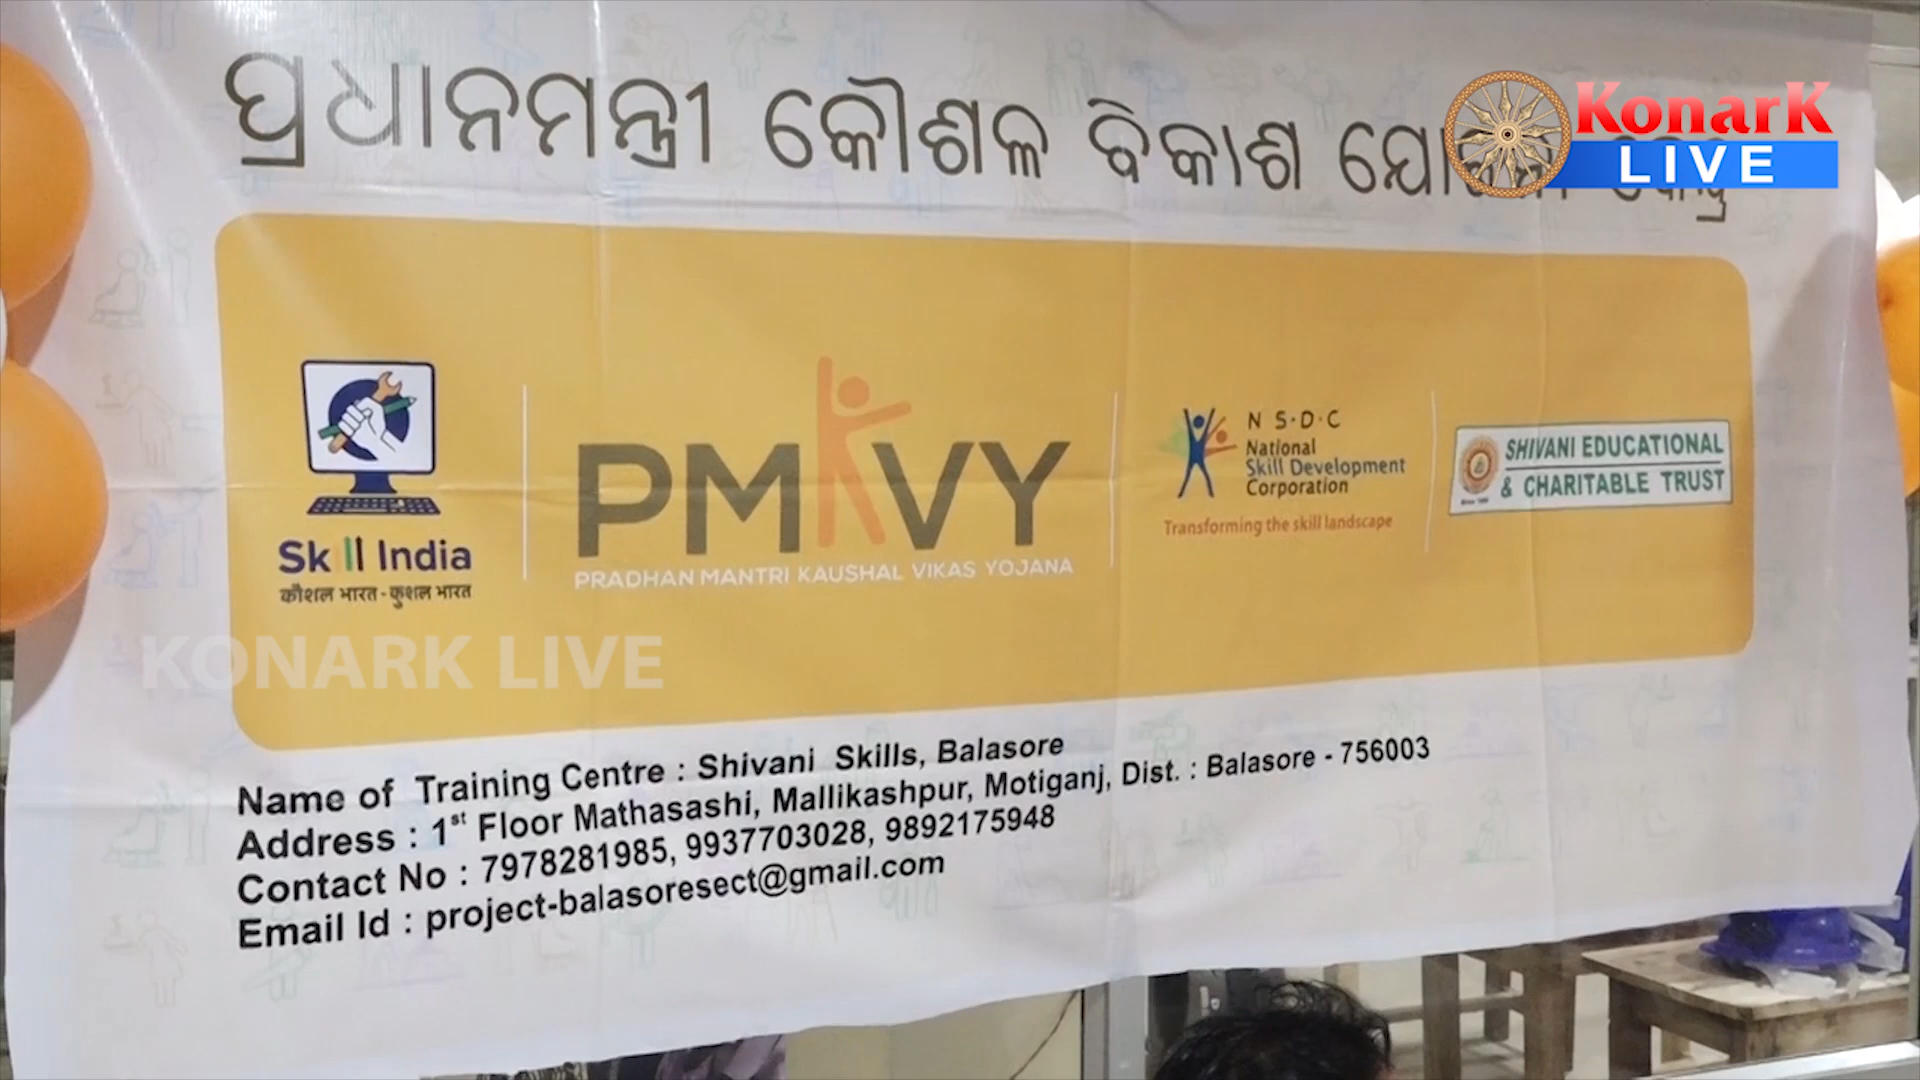 ପ୍ରଧାନମନ୍ତ୍ରୀ କୌଶଳ ବିକାଶ
KonarK
LIVE
Skill India
कौशल भारत - कुशल भारत
PMKVY
PRADHAN MANTRI KAUSHAL VIKAS YOJANA
N S·D·C
National
Skill Development
Corporation
Transforming the skill landscape
SHIVANI EDUCATIONAL
& CHARITABLE TRUST
KONARK LIVE
Name of Training Centre : Shivani Skills, Balasore
Address : 1st Floor Mathasashi, Mallikashpur, Motiganj, Dist. : Balasore - 756003
Contact No : 7978281985, 9937703028, 9892175948
Email Id : project-balasoresect@gmail.com